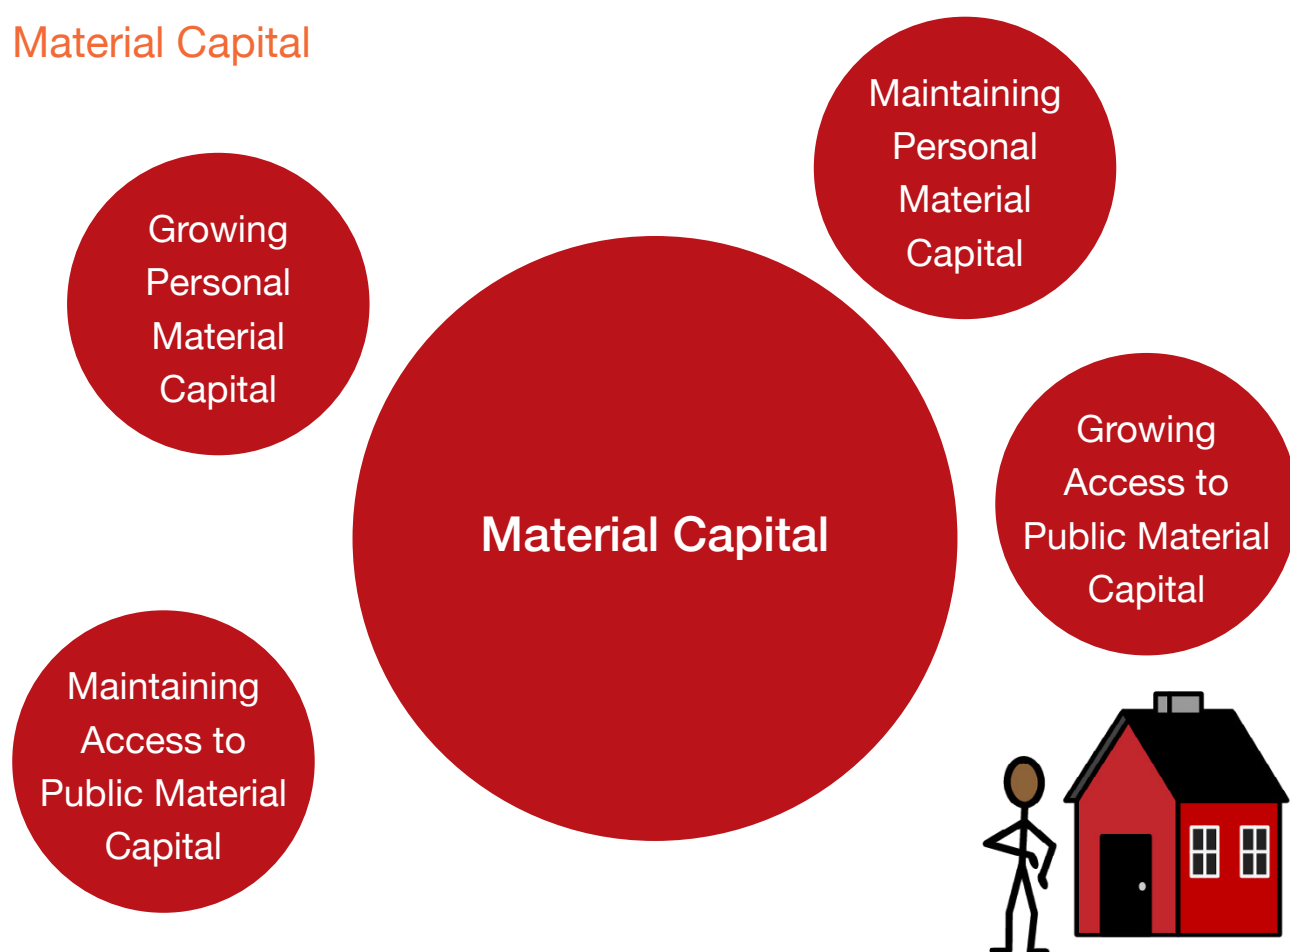 Material Capital
Maintaining
Personal
Material
Capital
Growing
Personal
Material
Capital
Growing
Access to
Public Material
Capital
Material Capital
Maintaining
Access to
Public Material
Capital